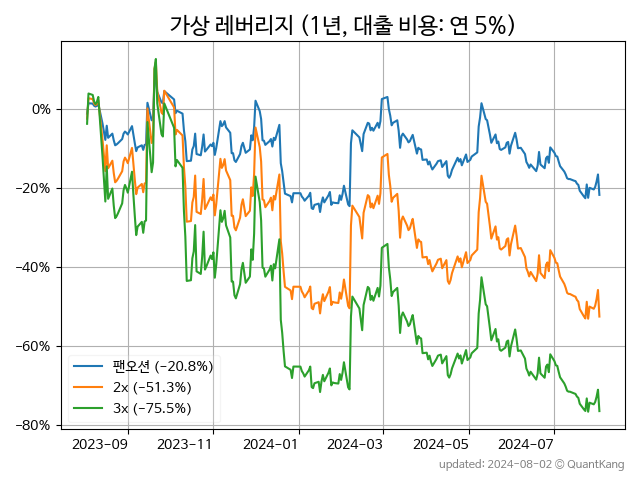 가상 레버리지 (1년, 대출 비용: 연 5%)
0%
−20%
−40%
−60%
−80%
팬오션 (−20.8%)
2x (−51.3%)
3x (−75.5%)
2023-09 2023-11 2024-01 2024-03 2024-05 2024-07
updated: 2024-08-02 © QuantKang